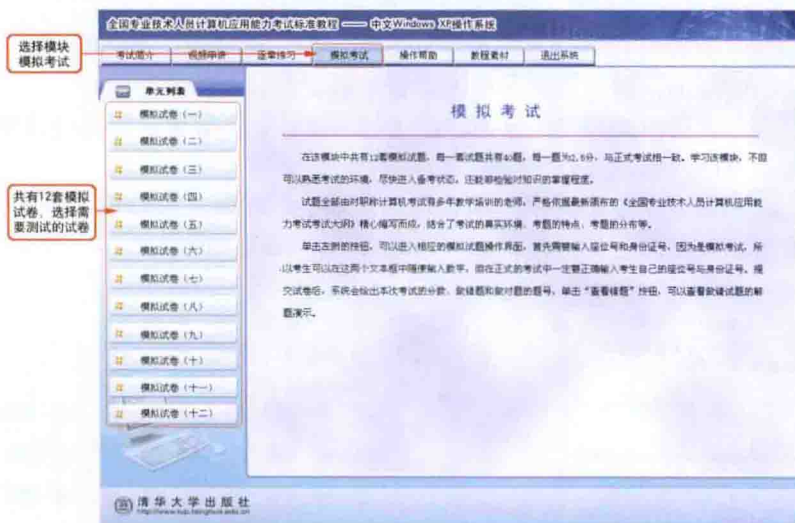 全国专业技术人员计算机应用能力考试标准教程 —— 中文Windows XP操作系统
选择模块
模拟考试
考试简介
视频串讲
逐章练习
模拟考试
操作帮助
教程素材
退出系统
单元列表
模拟试卷（一）
模拟试卷（二）
模拟试卷（三）
模拟试卷（四）
模拟试卷（五）
模拟试卷（六）
模拟试卷（七）
模拟试卷（八）
模拟试卷（九）
模拟试卷（十）
模拟试卷（十一）
模拟试卷（十二）
共有12套模拟
试卷，选择需
要测试的试卷
模拟考试
在该模块中共有12套模拟试题，每一套试题共有40题，每一题为2.5分，与正式考试相一致。学习该模块，不但
可以熟悉考试的环境，尽快进入备考状态，还能够检验对知识的掌握程度。
试题全部由对职称计算机考试有多年教学培训的老师，严格依据最新颁布的《全国专业技术人员计算机应用能
力考试考试大纲》精心编写而成，结合了考试的真实环境、考题的特点、考题的分布等。
单击左侧的按钮，可以进入相应的模拟试题操作界面，首先需要输入座位号和身份证号，因为是模拟考试，所
以考生可以在这两个文本框中随便输入数字，但在正式的考试中一定要正确输入考生自己的座位号与身份证号。提
交试卷后，系统会给出本次考试的分数、做错题和做对题的题号，单击“查看错题”按钮，可以查看做错试题的解
题演示。
清华大学出版社
http://www.tup.tsinghua.edu.cn